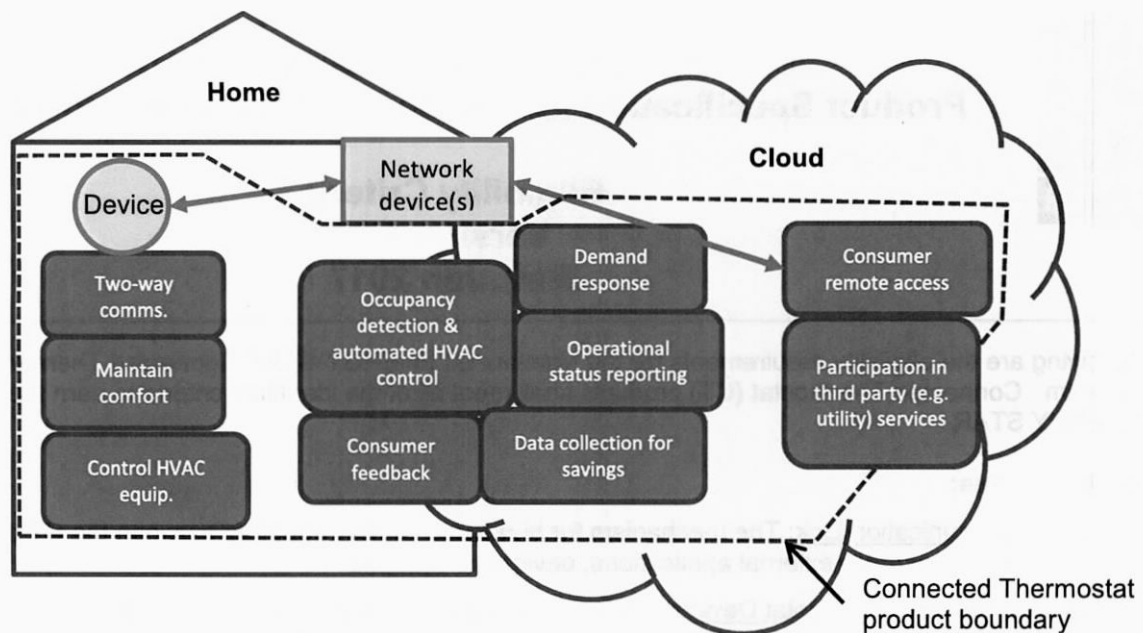 Home
Cloud
Device
Network
device(s)
Two-way
comms.
Maintain
comfort
Control HVAC
equip.
Occupancy
detection &
automated HVAC
control
Consumer
feedback
Demand
response
Operational
status reporting
Data collection for
savings
Consumer
remote access
Participation in
third party (e.g.
utility) services
Connected Thermostat
product boundary